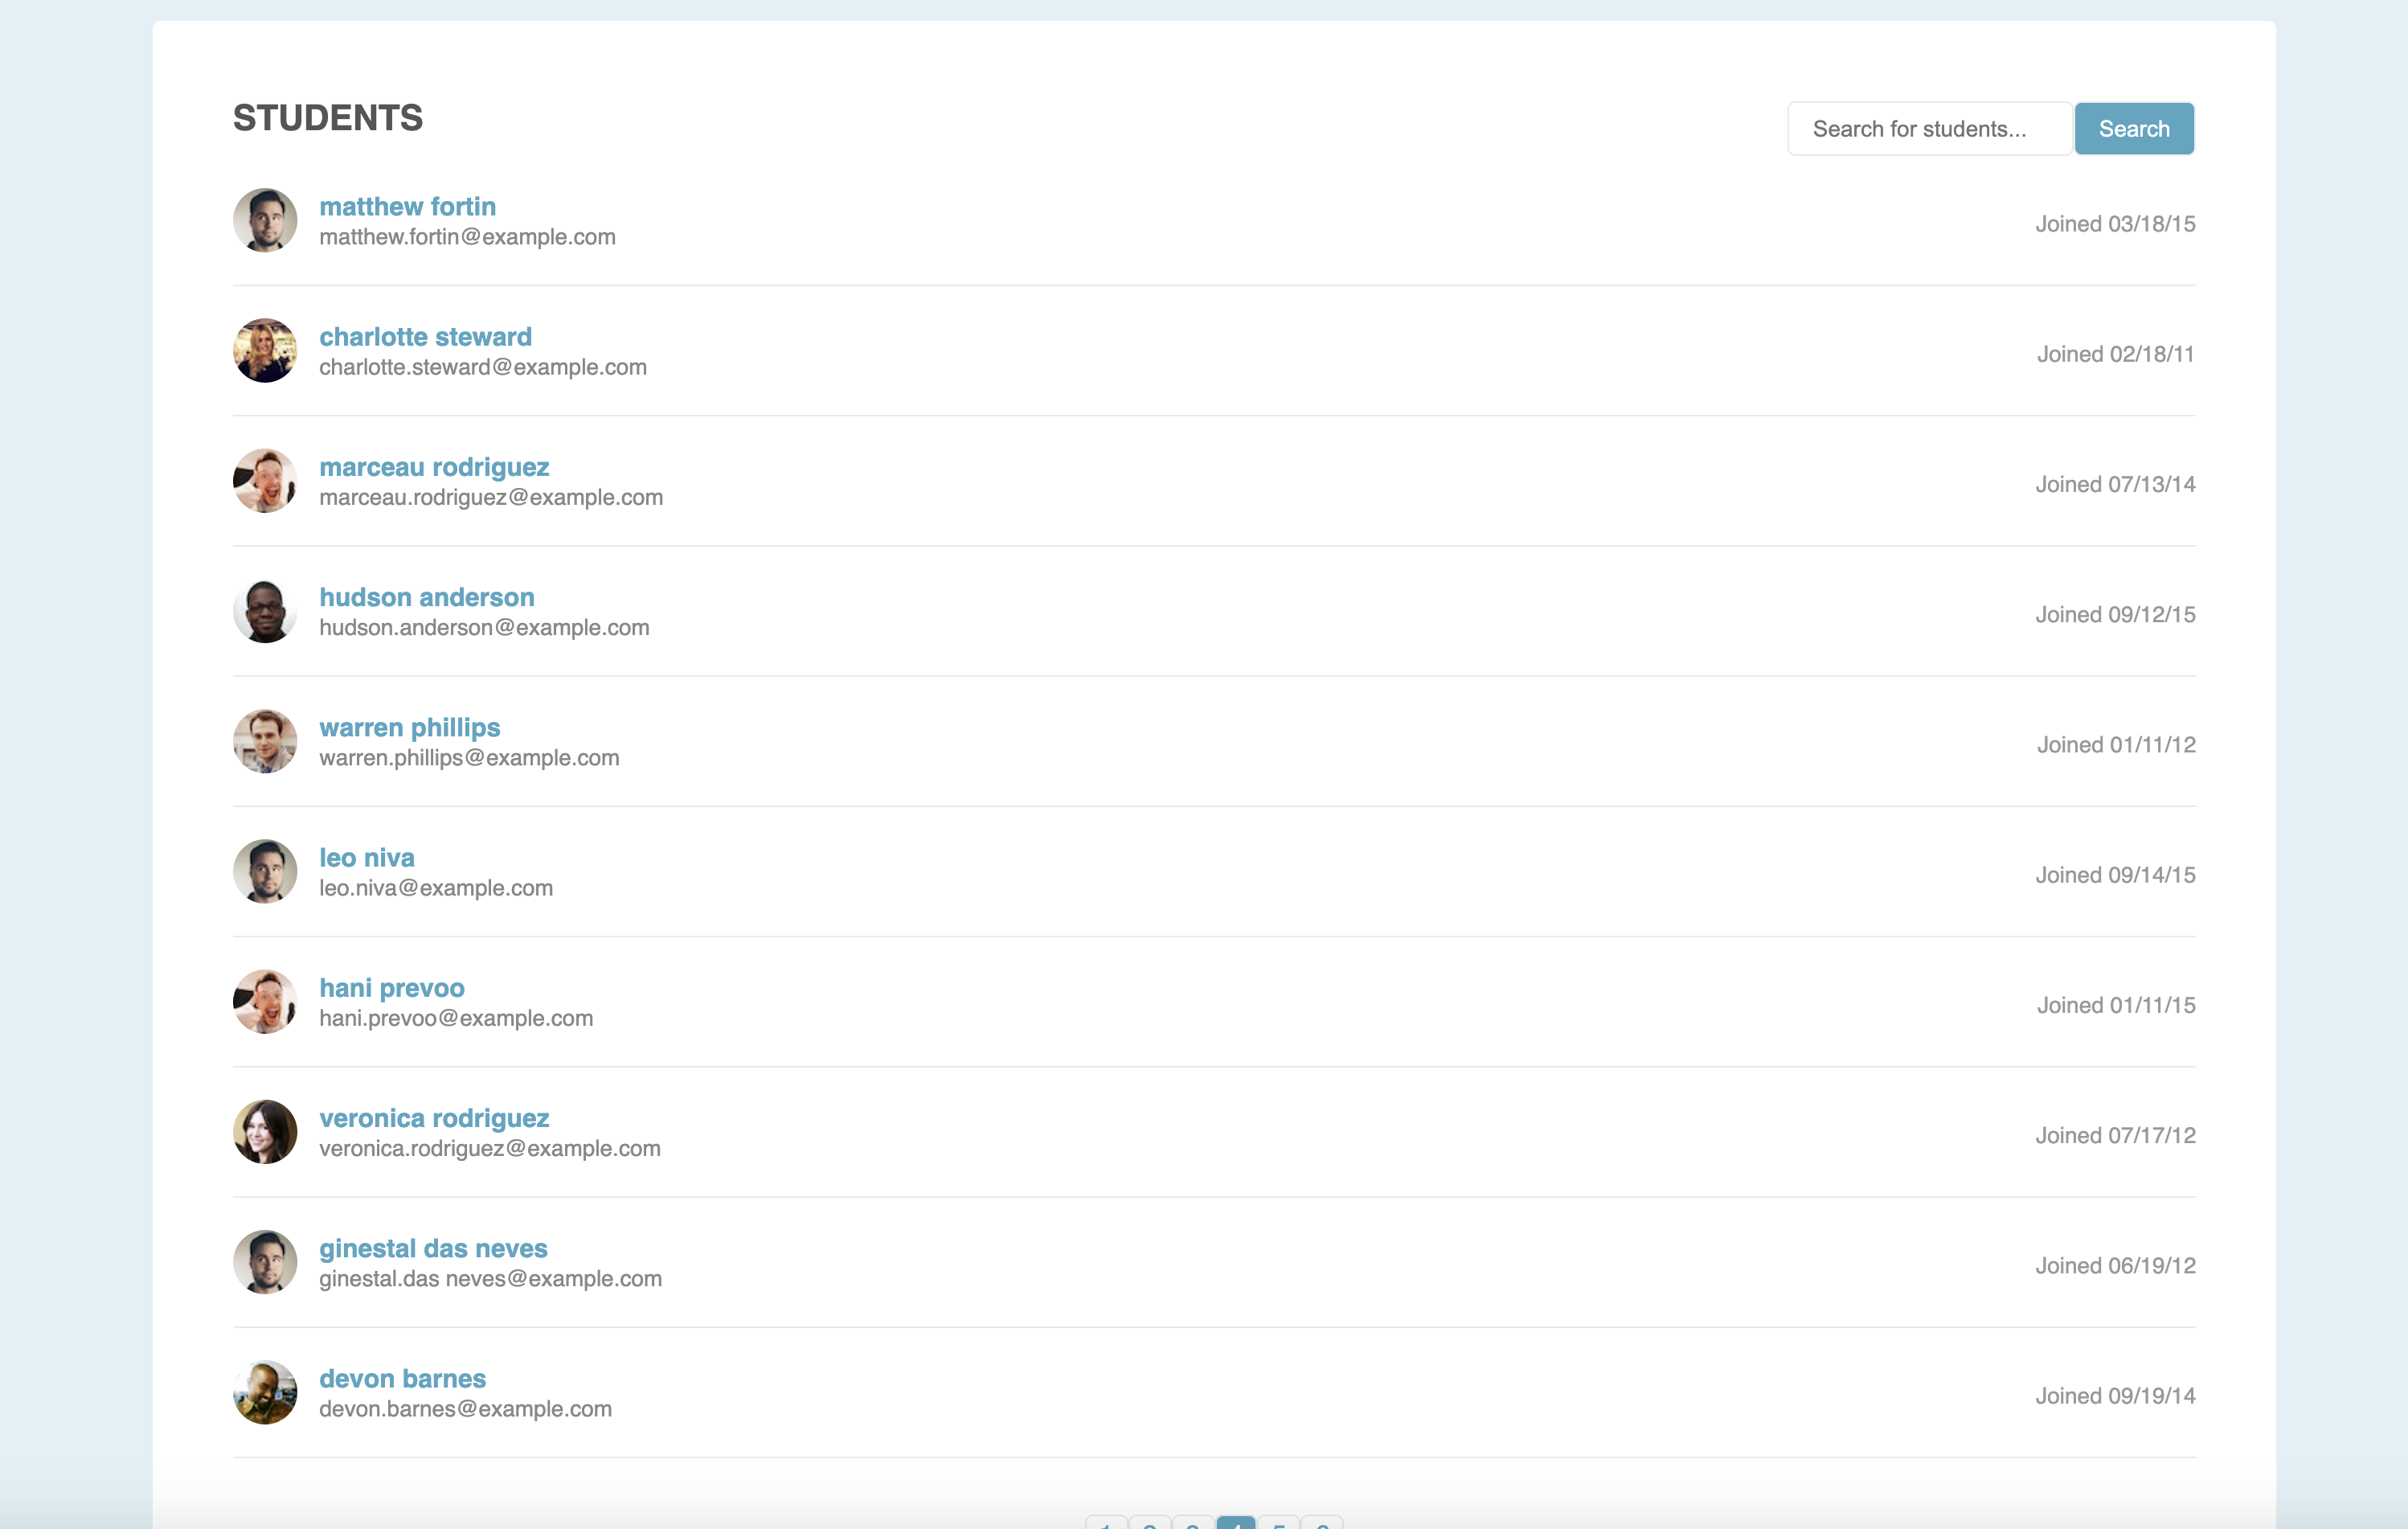 STUDENTS
Search for students...
Search
matthew fortin
matthew.fortin@example.com
Joined 03/18/15
charlotte steward
charlotte.steward@example.com
Joined 02/18/11
marceau rodriguez
marceau.rodriguez@example.com
Joined 07/13/14
hudson anderson
hudson.anderson@example.com
Joined 09/12/15
warren phillips
warren.phillips@example.com
Joined 01/11/12
leo niva
leo.niva@example.com
Joined 09/14/15
hani prevoo
hani.prevoo@example.com
Joined 01/11/15
veronica rodriguez
veronica.rodriguez@example.com
Joined 07/17/12
ginestal das neves
ginestal.das neves@example.com
Joined 06/19/12
devon barnes
devon.barnes@example.com
Joined 09/19/14